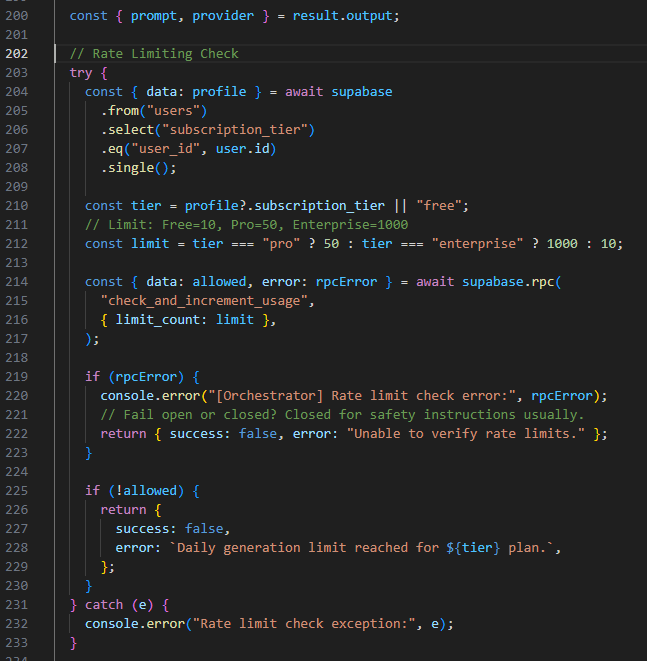 200 const { prompt, provider } = result.output;
201
202 // Rate Limiting Check
203 try {
204 const { data: profile } = await supabase
205 .from("users")
206 .select("subscription_tier")
207 .eq("user_id", user.id)
208 .single();
209
210 const tier = profile?.subscription_tier || "free";
211 // Limit: Free=10, Pro=50, Enterprise=1000
212 const limit = tier === "pro" ? 50 : tier === "enterprise" ? 1000 : 10;
213
214 const { data: allowed, error: rpcError } = await supabase.rpc(
215 "check_and_increment_usage",
216 { limit_count: limit },
217 );
218
219 if (rpcError) {
220 console.error("[Orchestrator] Rate limit check error:", rpcError);
221 // Fail open or closed? Closed for safety instructions usually.
222 return { success: false, error: "Unable to verify rate limits." };
223 }
224
225 if (!allowed) {
226 return {
227 success: false,
228 error: `Daily generation limit reached for ${tier} plan.`,
229 };
230 }
231 } catch (e) {
232 console.error("Rate limit check exception:", e);
233 }